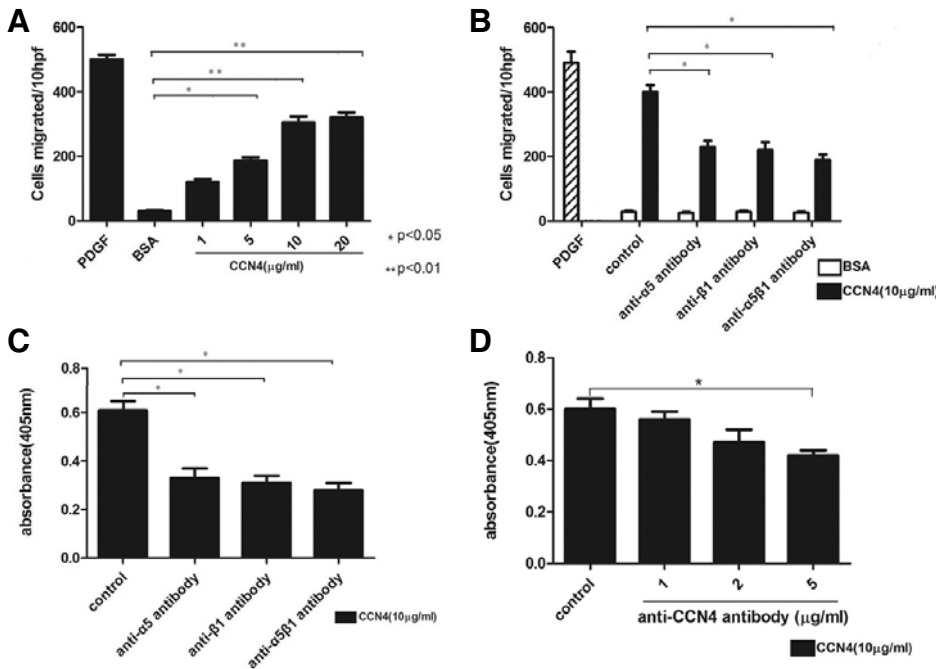 A
Cells migrated/10hpf
600
400
200
0
**
**
*
PDGF
BSA
1
5
10
20
CCN4(μg/ml)
* p<0.05
**p<0.01
B
Cells migrated/10hpf
600
400
200
0
*
*
*
PDGF
control
anti-α5 antibody
anti-β1 antibody
anti-α5β1 antibody
BSA
CCN4(10μg/ml)
C
absorbance(405nm)
0.8
0.6
0.4
0.2
0.0
*
*
*
control
anti-α5 antibody
anti-β1 antibody
anti-α5β1 antibody
CCN4(10μg/ml)
D
absorbance(405nm)
0.8
0.6
0.4
0.2
0.0
*
control
1
2
5
anti-CCN4 antibody (μg/ml)
CCN4(10μg/ml)